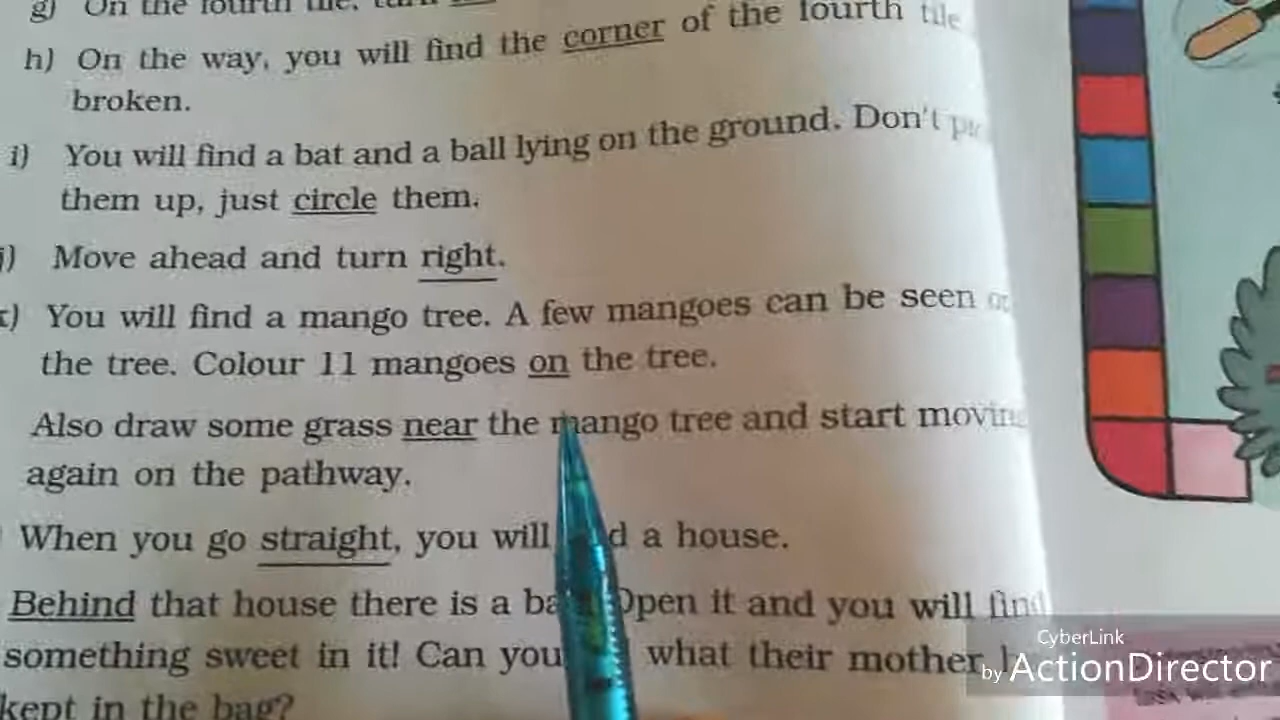 g) On the fourth tile, turn
h) On the way, you will find the corner of the fourth tile
broken.
i) You will find a bat and a ball lying on the ground. Don't
them up, just circle them.
j) Move ahead and turn right.
You will find a mango tree. A few mangoes can be seen
the tree. Colour 11 mangoes on the tree.
Also draw some grass near the mango tree and start moving
again on the pathway.
When you go straight, you will a house.
Behind that house there is a Open it and you will find
something sweet in it! Can you what their mother
kept in the bag?
CyberLink
by ActionDirector